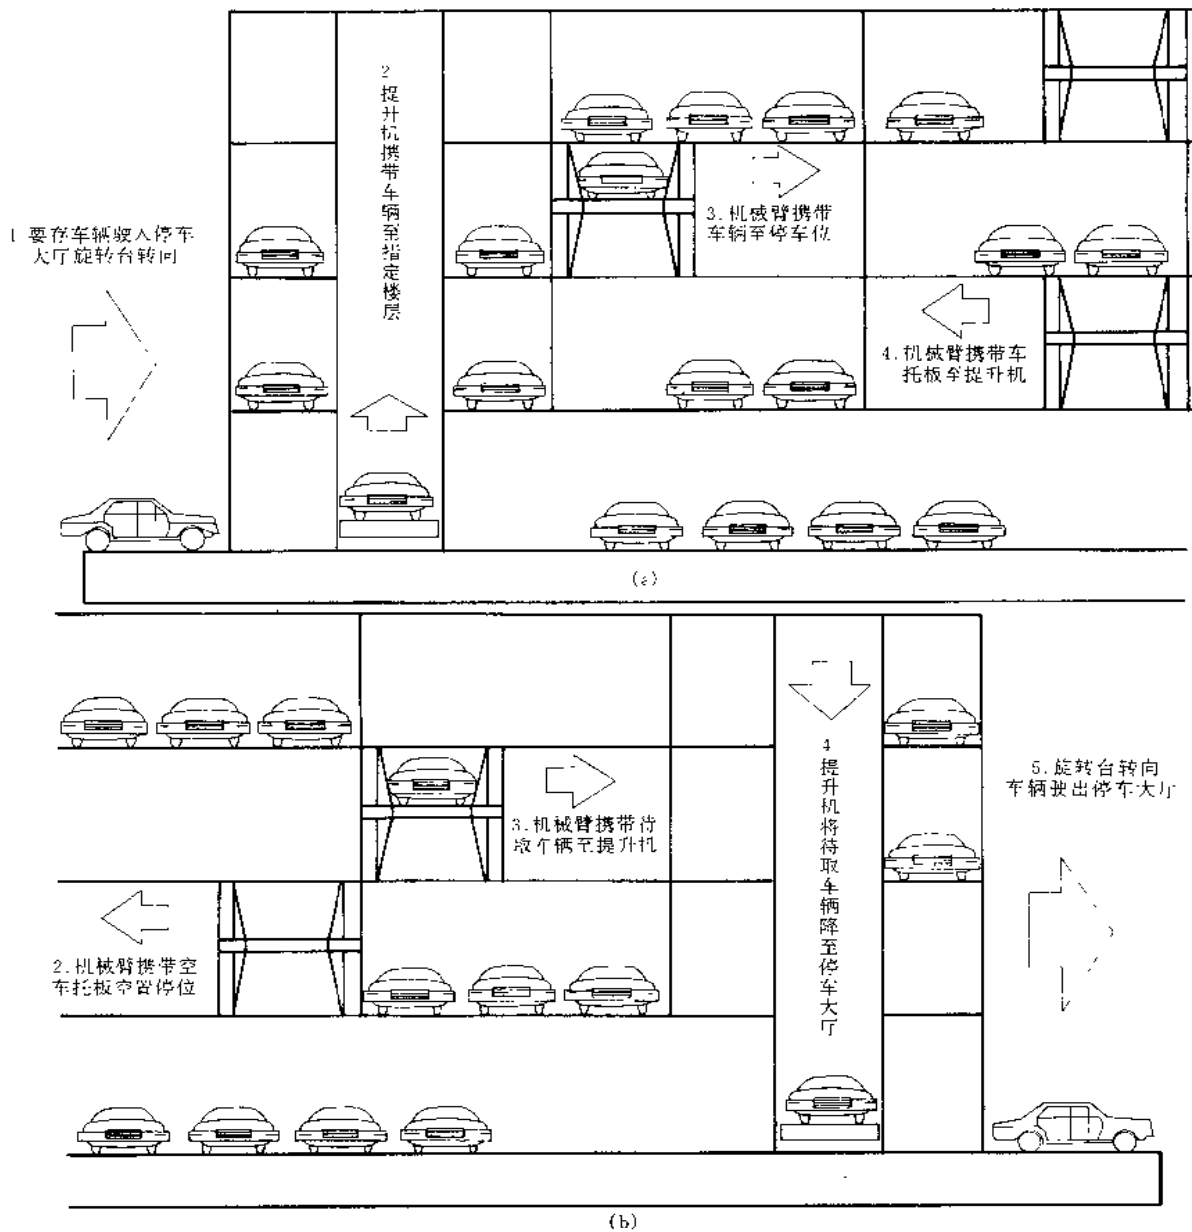 1 要存车辆驶入停车
大厅旋转台转向
2 提升机携带车辆至指定楼层
3.机械臂携带
车辆至停车位
4.机械臂携带车
托板至提升机
(a)
4 提升机将待取车辆降至停车大厅
5.旋转台转向
车辆驶出停车大厅
3.机械臂携带待
取车辆至提升机
2.机械臂携带空
车托板空置停位
(b)